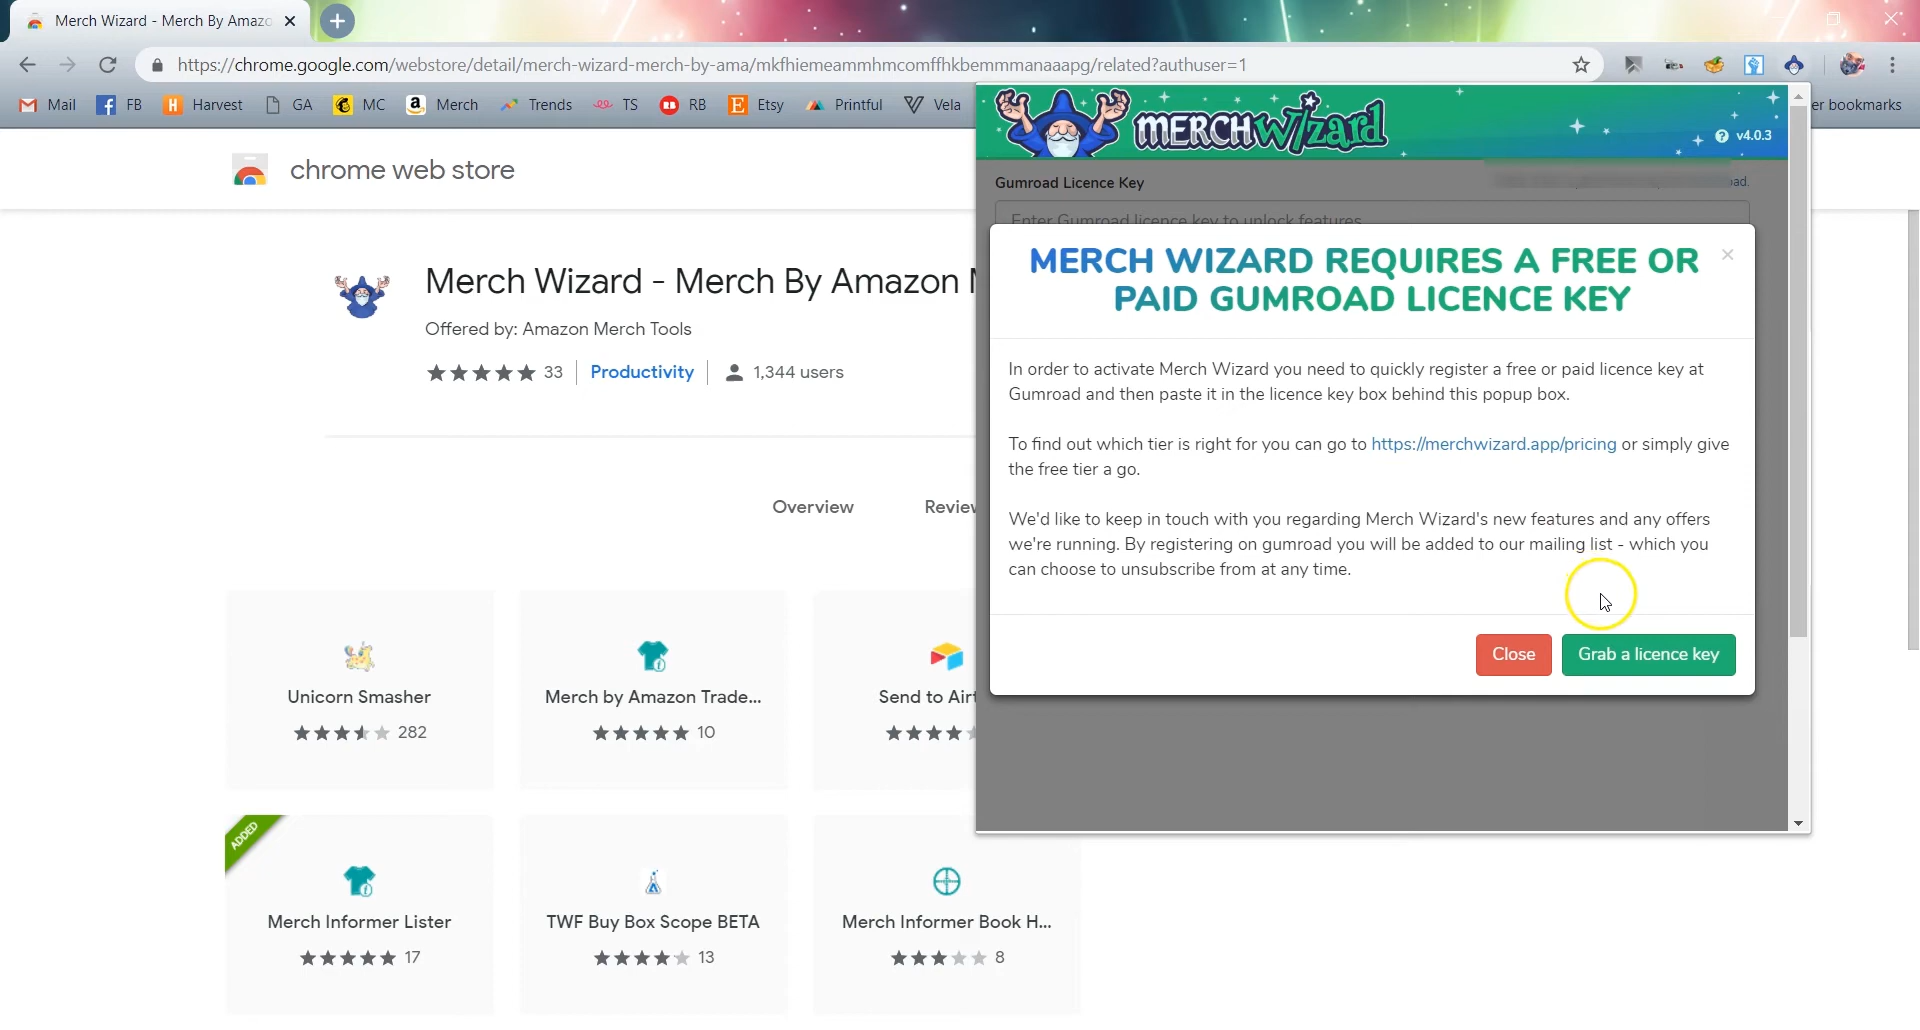 Merch Wizard - Merch By Amazo
https://chrome.google.com/webstore/detail/merch-wizard-merch-by-ama/mkfhiemeammhmcomffhkbemmmanaaapg/related?authuser=1
Mail FB Harvest GA MC Merch Trends TS RB Etsy Printful Vela er bookmarks
MERCHWizard
v4.0.3
chrome web store
Gumroad Licence Key
ad.
Enter Gumroad licence key to unlock features
MERCH WIZARD REQUIRES A FREE OR
PAID GUMROAD LICENCE KEY
In order to activate Merch Wizard you need to quickly register a free or paid licence key at
Gumroad and then paste it in the licence key box behind this popup box.
To find out which tier is right for you can go to https://merchwizard.app/pricing or simply give
the free tier a go.
We'd like to keep in touch with you regarding Merch Wizard's new features and any offers
we're running. By registering on gumroad you will be added to our mailing list - which you
can choose to unsubscribe from at any time.
Close
Grab a licence key
Merch Wizard - Merch By Amazon
Offered by: Amazon Merch Tools
33 Productivity 1,344 users
Overview Review
Unicorn Smasher
282
Merch by Amazon Trade...
10
Send to Airt
ADDED
Merch Informer Lister
17
TWF Buy Box Scope BETA
13
Merch Informer Book H...
8